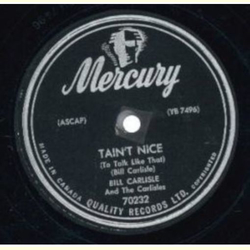 Mercury
(ASCAP)
(YB 7496)
TAIN'T NICE
(To Talk Like That)
(Bill Carlisle)
BILL CARLISLE
And The Carlisles
70232
MADE IN CANADA QUALITY RECORDS LTD.